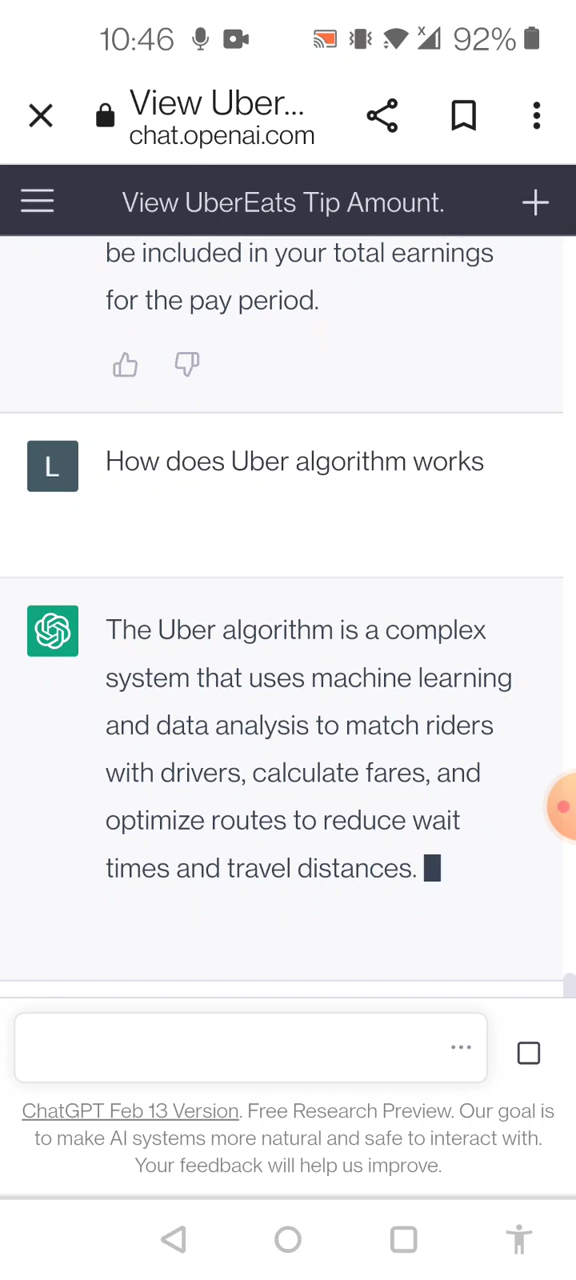 10:46
92%
View Uber...
chat.openai.com
View UberEats Tip Amount.
be included in your total earnings
for the pay period.
L
How does Uber algorithm works
The Uber algorithm is a complex
system that uses machine learning
and data analysis to match riders
with drivers, calculate fares, and
optimize routes to reduce wait
times and travel distances.
ChatGPT Feb 13 Version. Free Research Preview. Our goal is
to make AI systems more natural and safe to interact with.
Your feedback will help us improve.